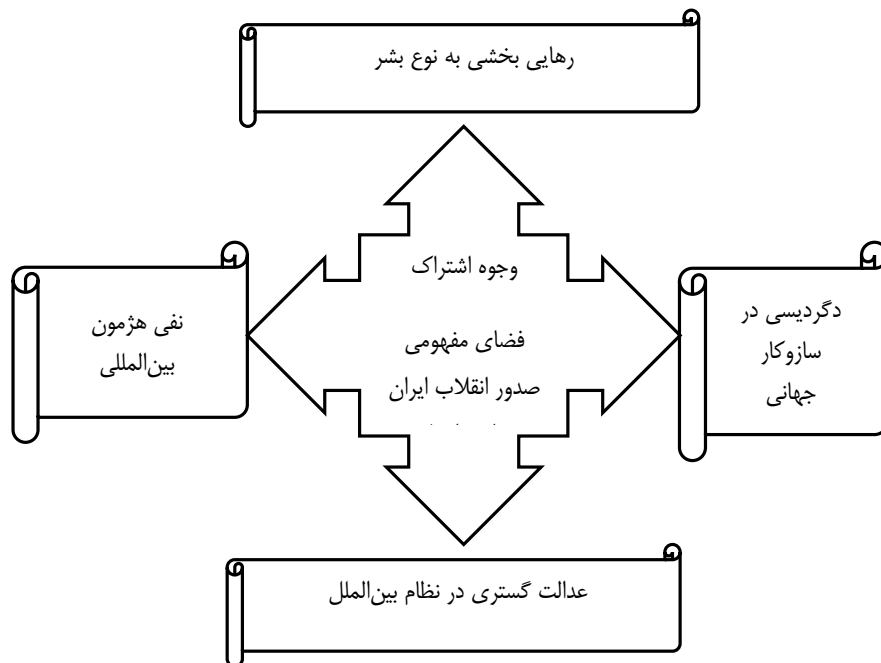 رهایی بخشی به نوع بشر
وجوه اشتراک
فضای مفهومی
صدور انقلاب ایران
دگردیسی در
سازوکار
جهانی
نفی هژمون
بین‌المللی
عدالت گستری در نظام بین‌الملل